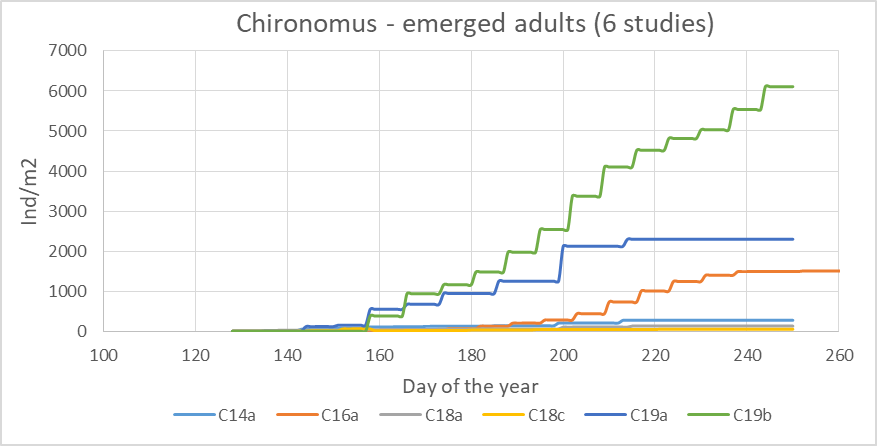 Chironomus - emerged adults (6 studies)
7000
6000
5000
4000
3000
2000
1000
0
Ind/m2
100 120 140 160 180 200 220 240 260
Day of the year
C14a C16a C18a C18c C19a C19b